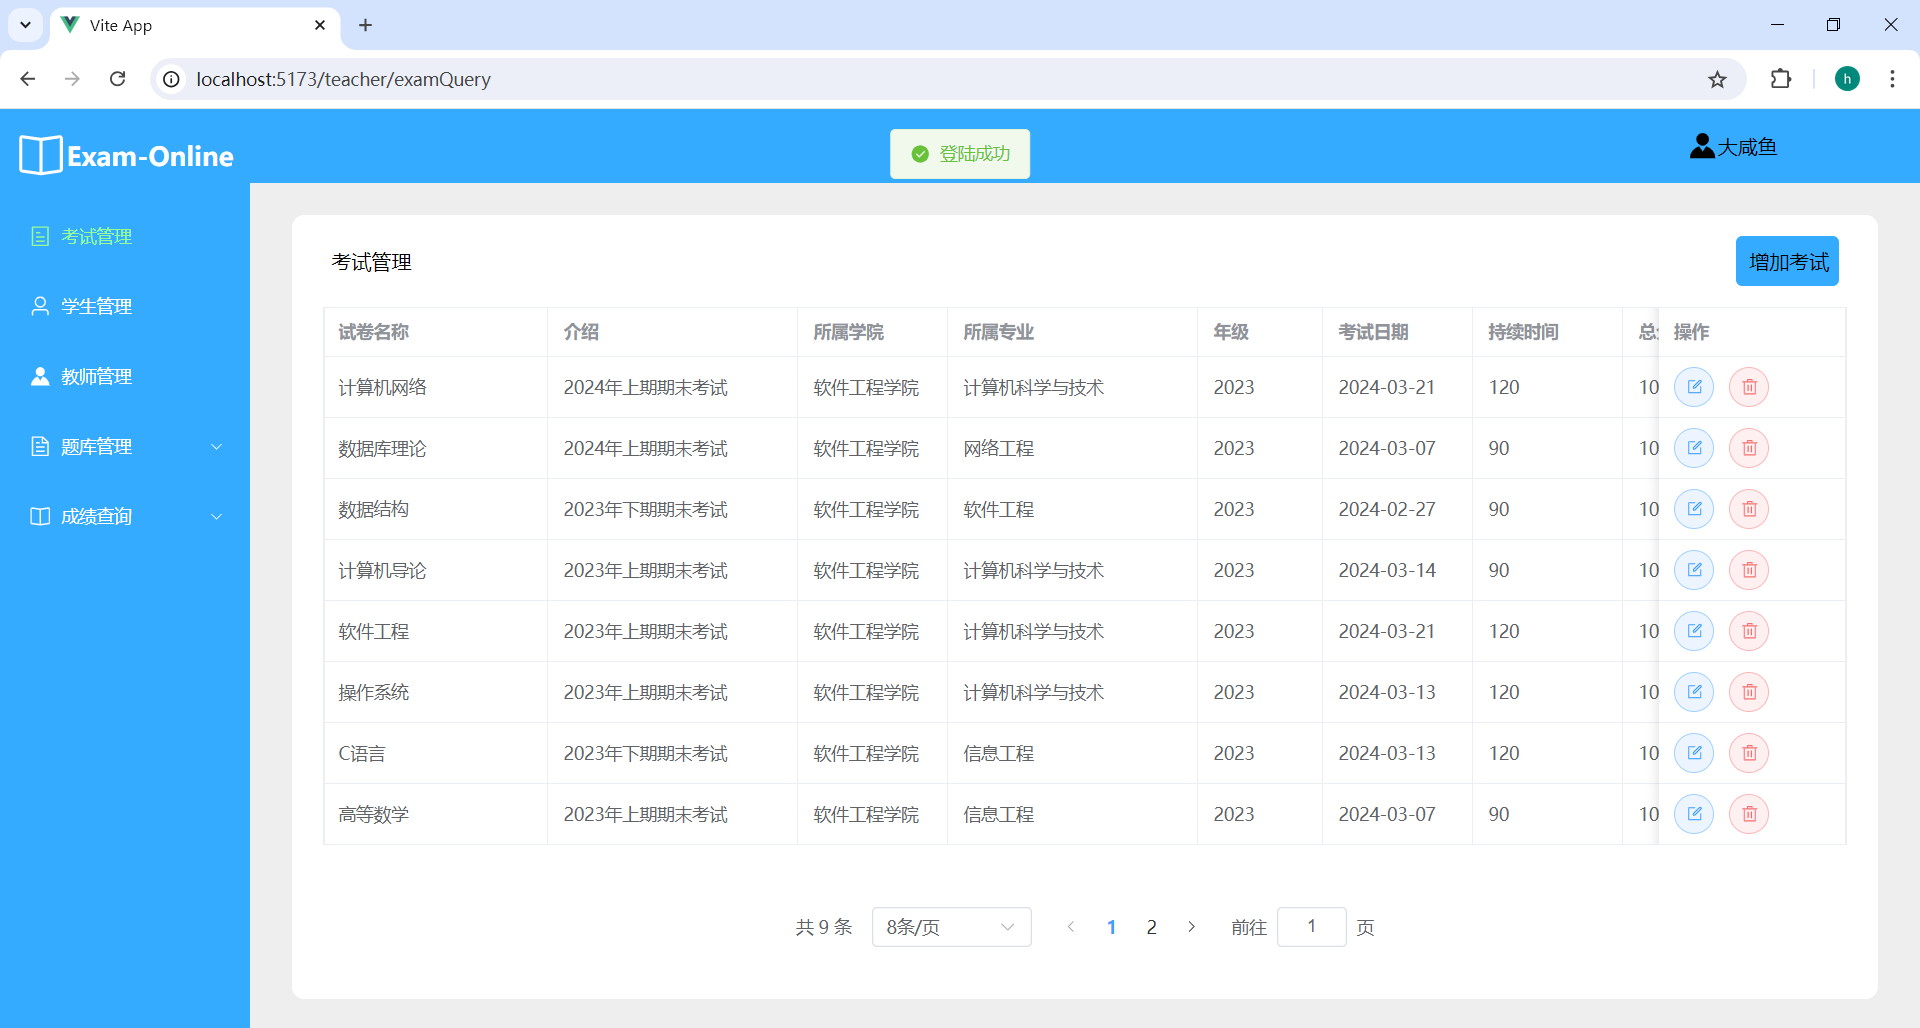 Vite App
localhost:5173/teacher/examQuery
h
Exam-Online
登陆成功
大咸鱼
考试管理
学生管理
教师管理
题库管理
成绩查询
考试管理
增加考试
试卷名称 介绍 所属学院 所属专业 年级 考试日期 持续时间 总 操作
计算机网络 2024年上期期末考试 软件工程学院 计算机科学与技术 2023 2024-03-21 120 10
数据库理论 2024年上期期末考试 软件工程学院 网络工程 2023 2024-03-07 90 10
数据结构 2023年下期期末考试 软件工程学院 软件工程 2023 2024-02-27 90 10
计算机导论 2023年上期期末考试 软件工程学院 计算机科学与技术 2023 2024-03-14 90 10
软件工程 2023年上期期末考试 软件工程学院 计算机科学与技术 2023 2024-03-21 120 10
操作系统 2023年上期期末考试 软件工程学院 计算机科学与技术 2023 2024-03-13 120 10
C语言 2023年下期期末考试 软件工程学院 信息工程 2023 2024-03-13 120 10
高等数学 2023年上期期末考试 软件工程学院 信息工程 2023 2024-03-07 90 10
共 9 条 8条/页 1 2 前往 1 页